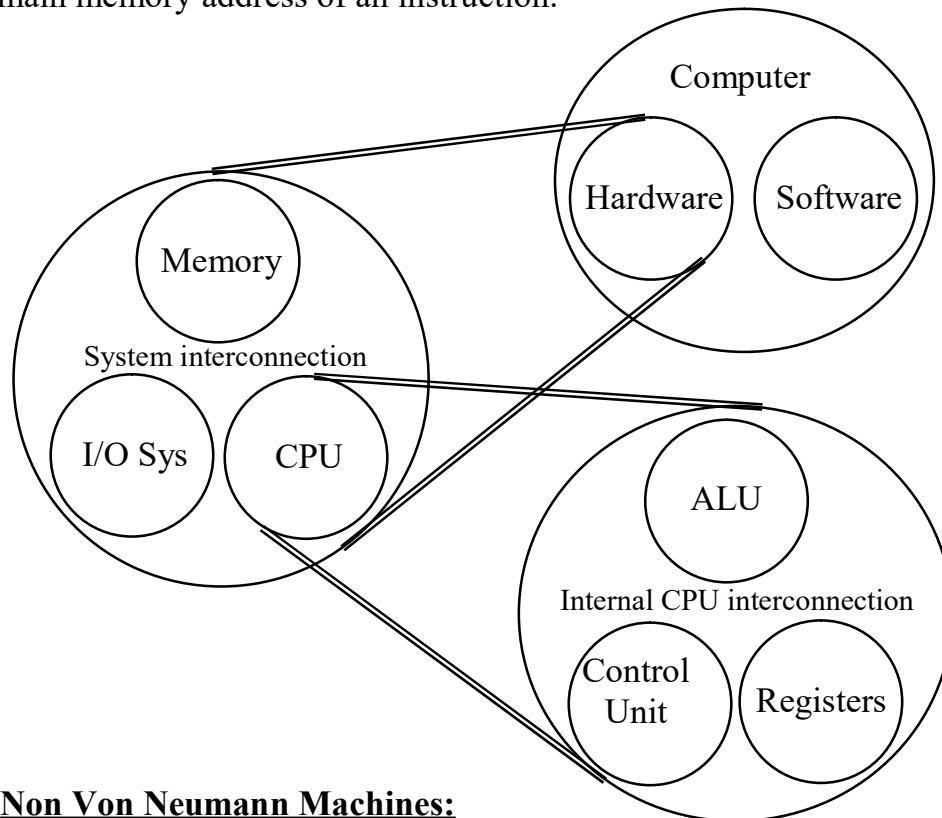 main memory address of an instruction.
Computer
Hardware
Software
Memory
System interconnection
I/O Sys
CPU
ALU
Internal CPU interconnection
Control
Unit
Registers
Non Von Neumann Machines: